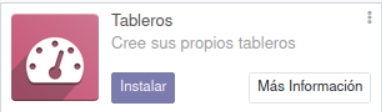 Tableros
Cree sus propios tableros
Instalar
Más Información